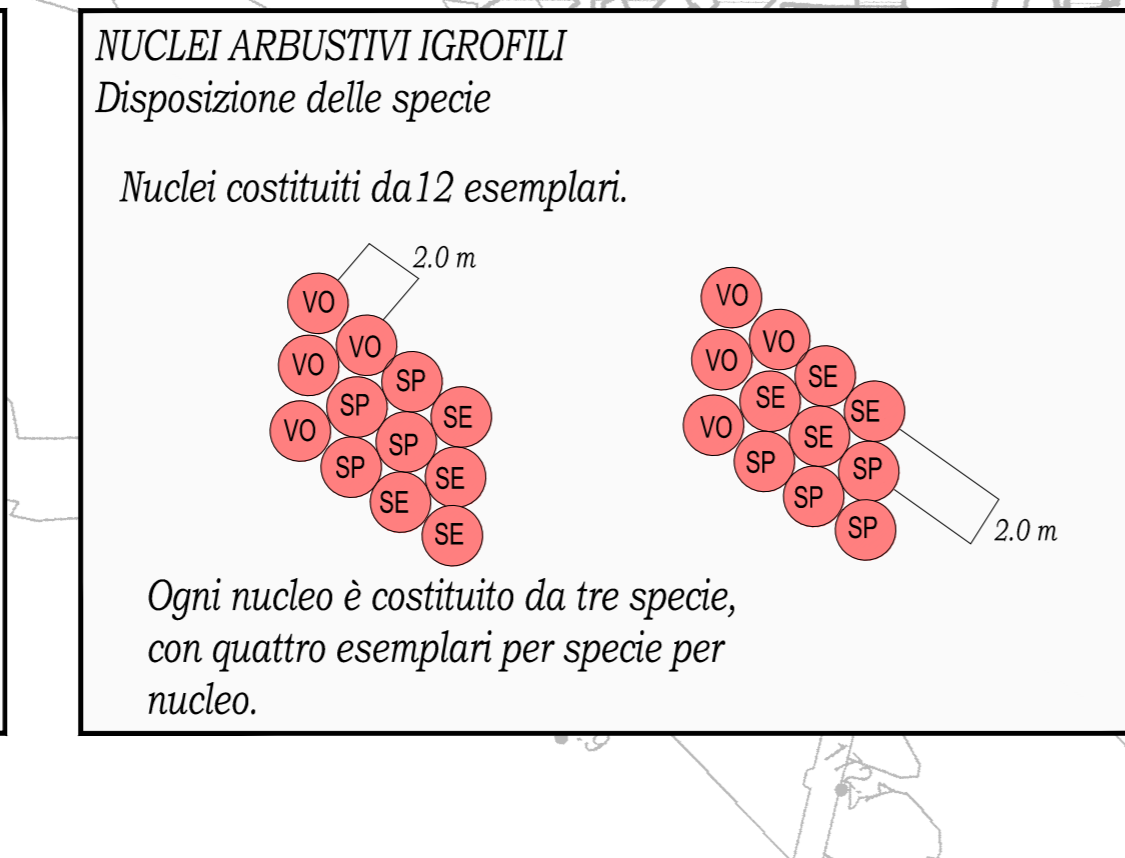 NUCLEI ARBUSTIVI IGROFILI
Disposizione delle specie
Nuclei costituiti da12 esemplari.
2.0 m
VO
VO
VO
SP
SP
SE
VO
SP
SP
SE
SE
SE
VO
VO
VO
SE
SE
SE
VO
SE
SP
SP
SP
SP
2.0 m
Ogni nucleo è costituito da tre specie,
con quattro esemplari per specie per
nucleo.